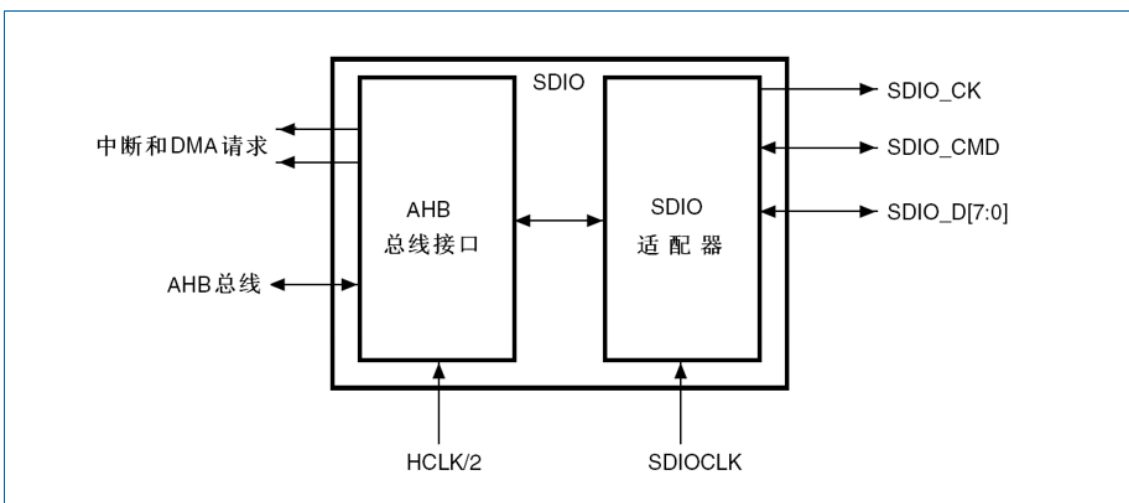 SDIO
SDIO_CK
中断和DMA请求
SDIO_CMD
AHB
总线接口
SDIO
适配器
SDIO_D[7:0]
AHB总线
HCLK/2
SDIOCLK